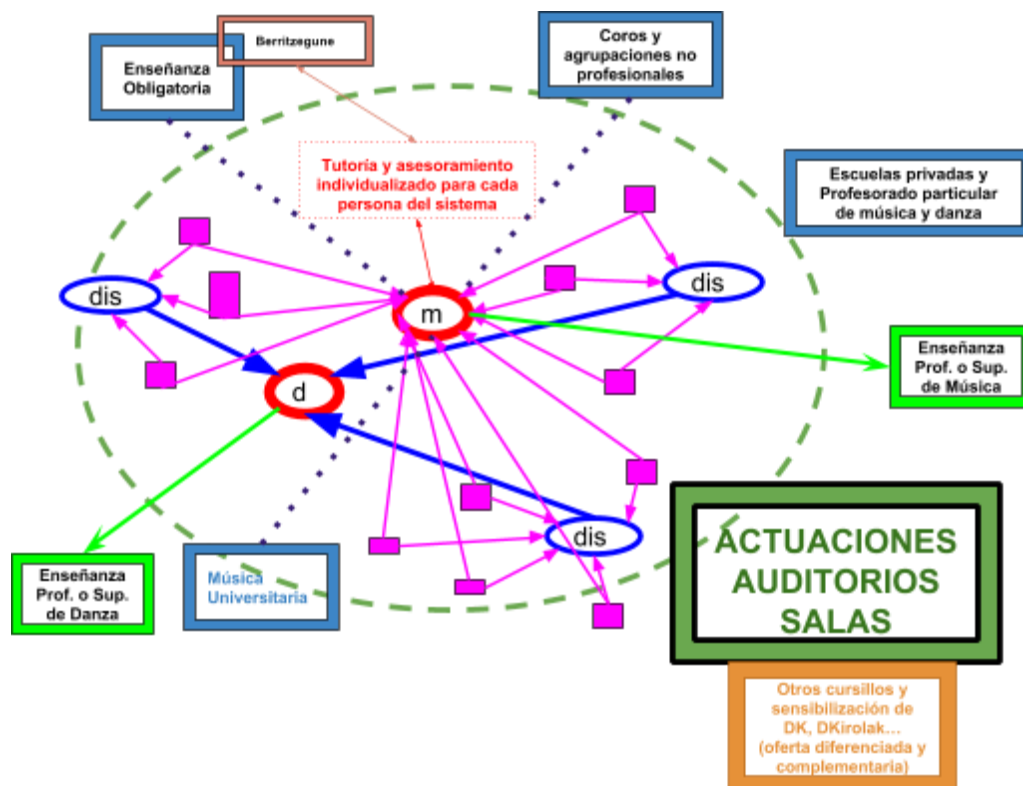 Berritzegune
Enseñanza
Obligatoria
Coros y
agrupaciones no
profesionales
Tutoría y asesoramiento
individualizado para cada
persona del sistema
Escuelas privadas y
Profesorado particular
de música y danza
dis
dis
m
d
Enseñanza
Prof. o Sup.
de Música
dis
ACTUACIONES
AUDITORIOS
SALAS
Enseñanza
Prof. o Sup.
de Danza
Música
Universitaria
Otros cursillos y
sensibilización de
DK, DKirolak...
(oferta diferenciada y
complementaria)